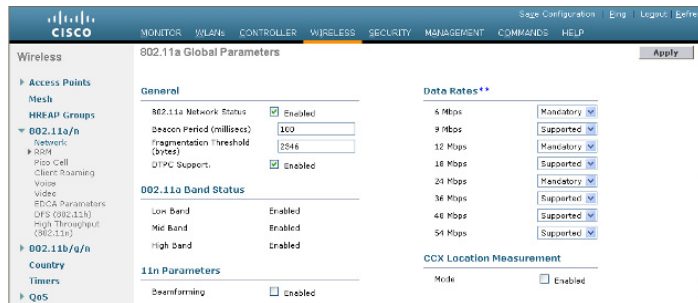 Save Configuration | Ping | Logout | Refre
CISCO
MONITOR WLANs CONTROLLER WIRELESS SECURITY MANAGEMENT COMMANDS HELP
Wireless
802.11a Global Parameters
Apply
Access Points
Mesh
HREAP Groups
802.11a/n
Network
RRM
Pico Cell
Client Roaming
Voice
Video
EDCA Parameters
DFS (802.11h)
High Throughput
(802.11n)
802.11b/g/n
Country
Timers
QoS
General
802.11a Network Status Enabled
Beacon Period (millisecs) 100
Fragmentation Threshold
(bytes) 2346
DTPC Support. Enabled
802.11a Band Status
Low Band Enabled
Mid Band Enabled
High Band Enabled
11n Parameters
Beamforming Enabled
Data Rates**
6 Mbps Mandatory
9 Mbps Supported
12 Mbps Mandatory
18 Mbps Supported
24 Mbps Mandatory
36 Mbps Supported
48 Mbps Supported
54 Mbps Supported
CCX Location Measurement
Mode Enabled